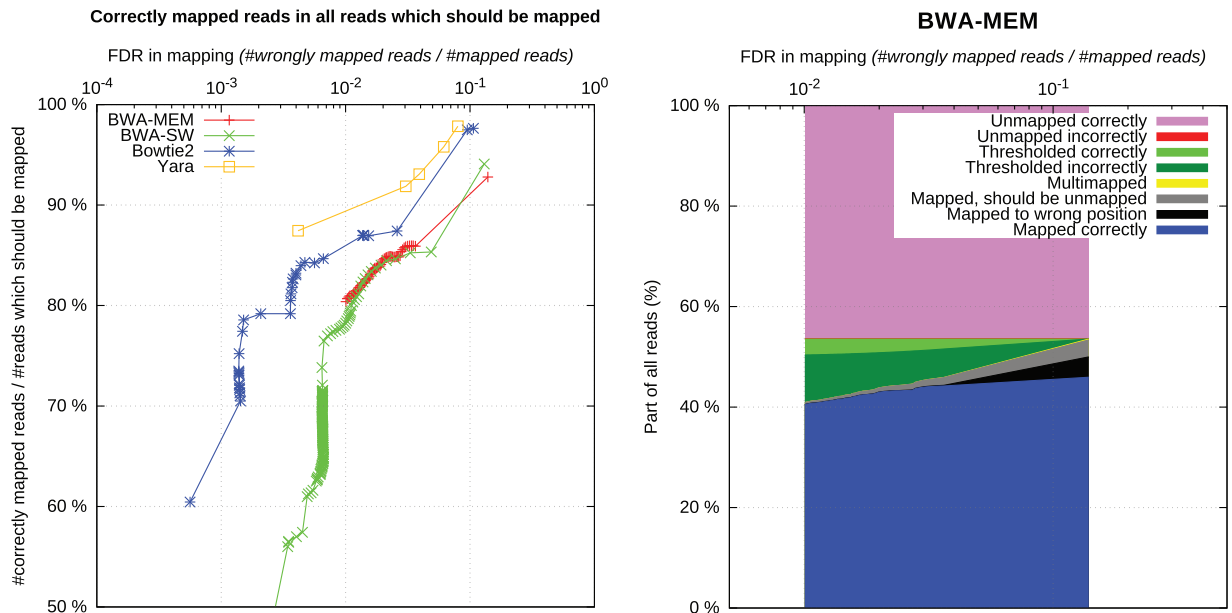 Correctly mapped reads in all reads which should be mapped
FDR in mapping (#wrongly mapped reads / #mapped reads)
10-4 10-3 10-2 10-1 100
100 %
90 %
80 %
70 %
60 %
50 %
#correctly mapped reads / #reads which should be mapped
BWA-MEM
BWA-SW
Bowtie2
Yara
BWA-MEM
FDR in mapping (#wrongly mapped reads / #mapped reads)
10-2 10-1
100 %
80 %
60 %
40 %
20 %
0 %
Part of all reads (%)
Unmapped correctly
Unmapped incorrectly
Thresholded correctly
Thresholded incorrectly
Multimapped
Mapped, should be unmapped
Mapped to wrong position
Mapped correctly